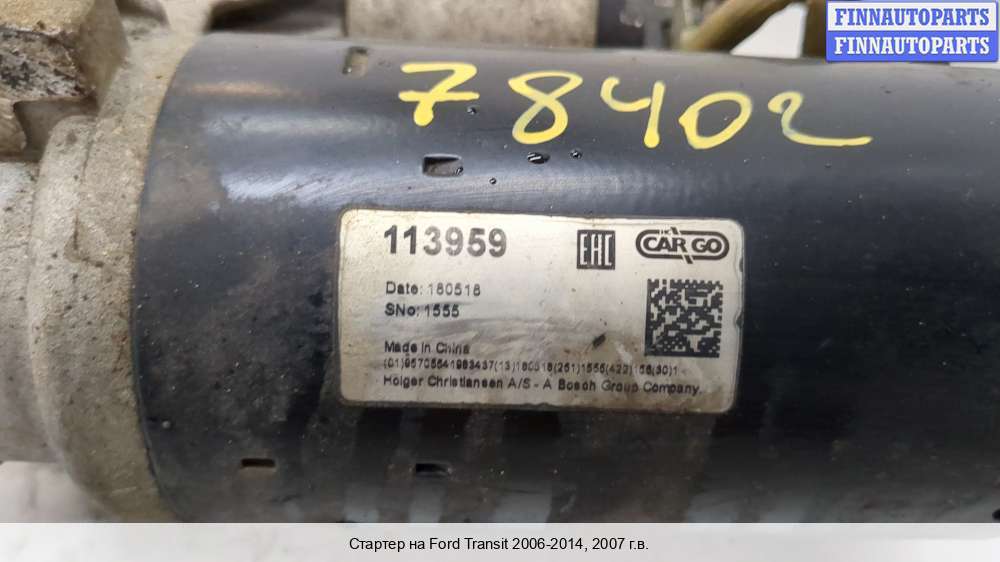 FINNAUTOPARTS
FINNAUTOPARTS
78402
113959
EAC
CARGO
Date: 180518
SNo: 1555
Made in China
Holger Christiansen A/S - A Bosch Group Company.
Стартер на Ford Transit 2006-2014, 2007 г.в.